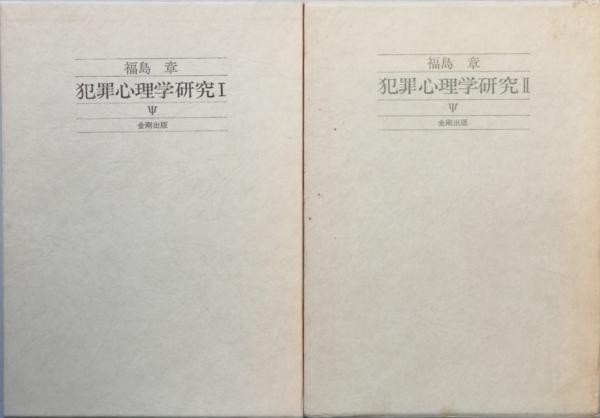 福島 章
犯罪心理学研究Ⅰ
Ψ
金剛出版
福島 章
犯罪心理学研究Ⅱ
Ψ
金剛出版